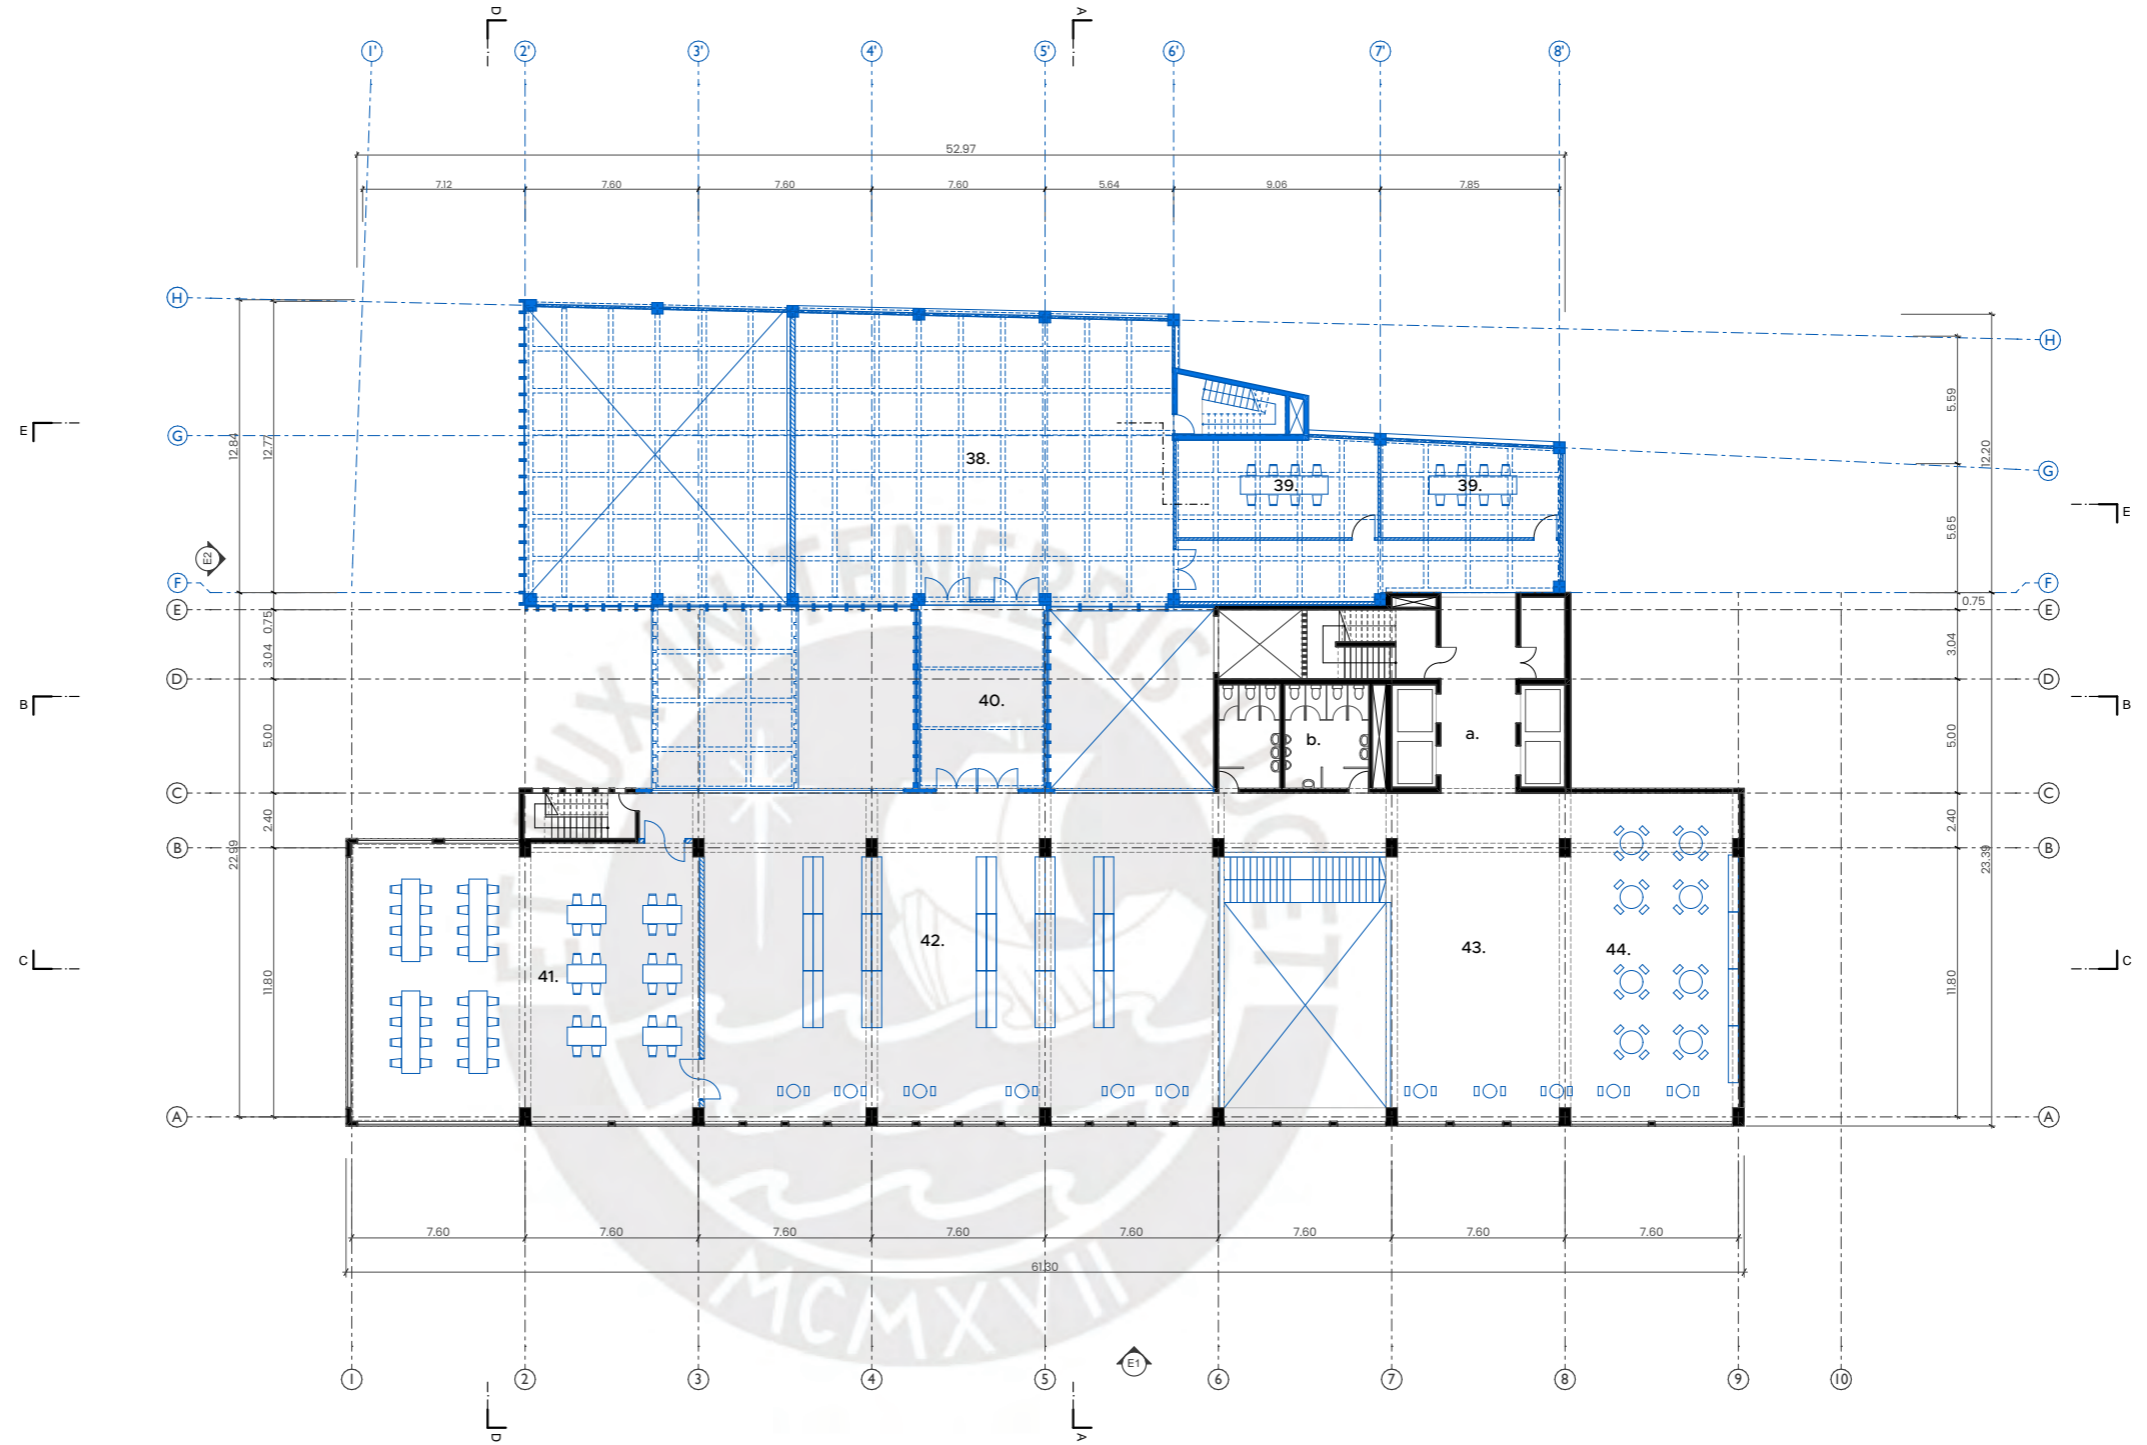 D A
1' 2' 3' 4' 5' 6' 7' 8'
52.97
7.12 7.60 7.60 7.60 5.64 9.06 7.85
H H
E G 12.84 12.77 5.59 12.20 G
38. 39. 39.
E2 E
F 5.65 F
E 0.75 0.75 E
3.04 3.04
D D
B 40. B
5.00 b. a. 5.00
C C
2.40 2.40
B B
22.99 23.39
42. 43. 44.
C 41. C
11.80 11.80
A A
ET LUX IN TENEBRIS LUCET
MCMXVII
7.60 7.60 7.60 7.60 7.60 7.60 7.60 7.60
61.30
E1
1 2 3 4 5 6 7 8 9 10
D A